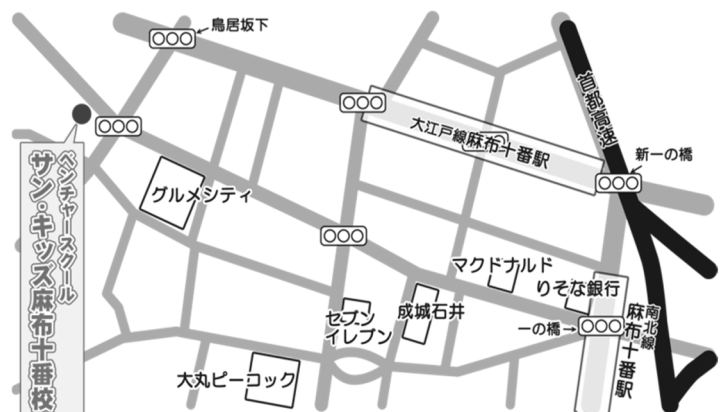 鳥居坂下
首都高速
大江戸線麻布十番駅
新一の橋
ベンチャースクール
サン・キッズ麻布十番校
グルメシティ
マクドナルド
りそな銀行
セブン
イレブン
成城石井
一の橋→
南北線
麻布十番駅
大丸ピーコック